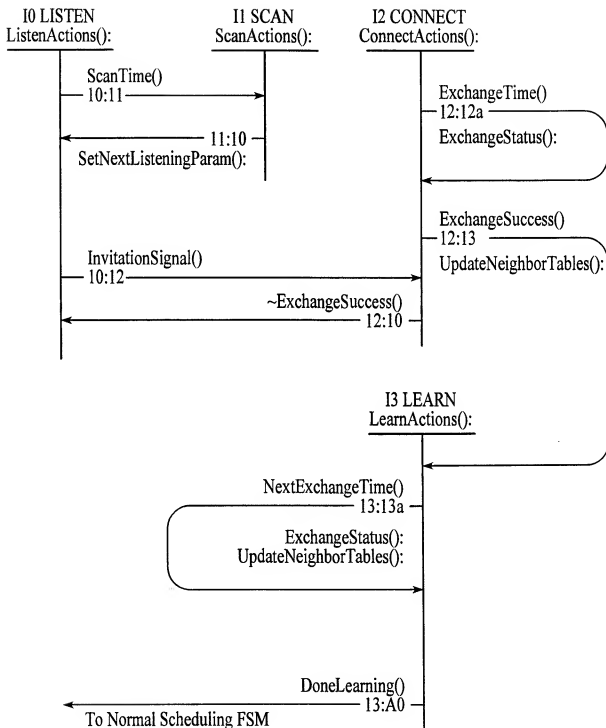 I0 LISTEN
ListenActions():
I1 SCAN
ScanActions():
I2 CONNECT
ConnectActions():
ScanTime()
10:11
11:10
SetNextListeningParam():
ExchangeTime()
12:12a
ExchangeStatus():
ExchangeSuccess()
12:13
UpdateNeighborTables():
InvitationSignal()
10:12
~ExchangeSuccess()
12:10
I3 LEARN
LearnActions():
NextExchangeTime()
13:13a
ExchangeStatus():
UpdateNeighborTables():
DoneLearning()
13:A0
To Normal Scheduling FSM